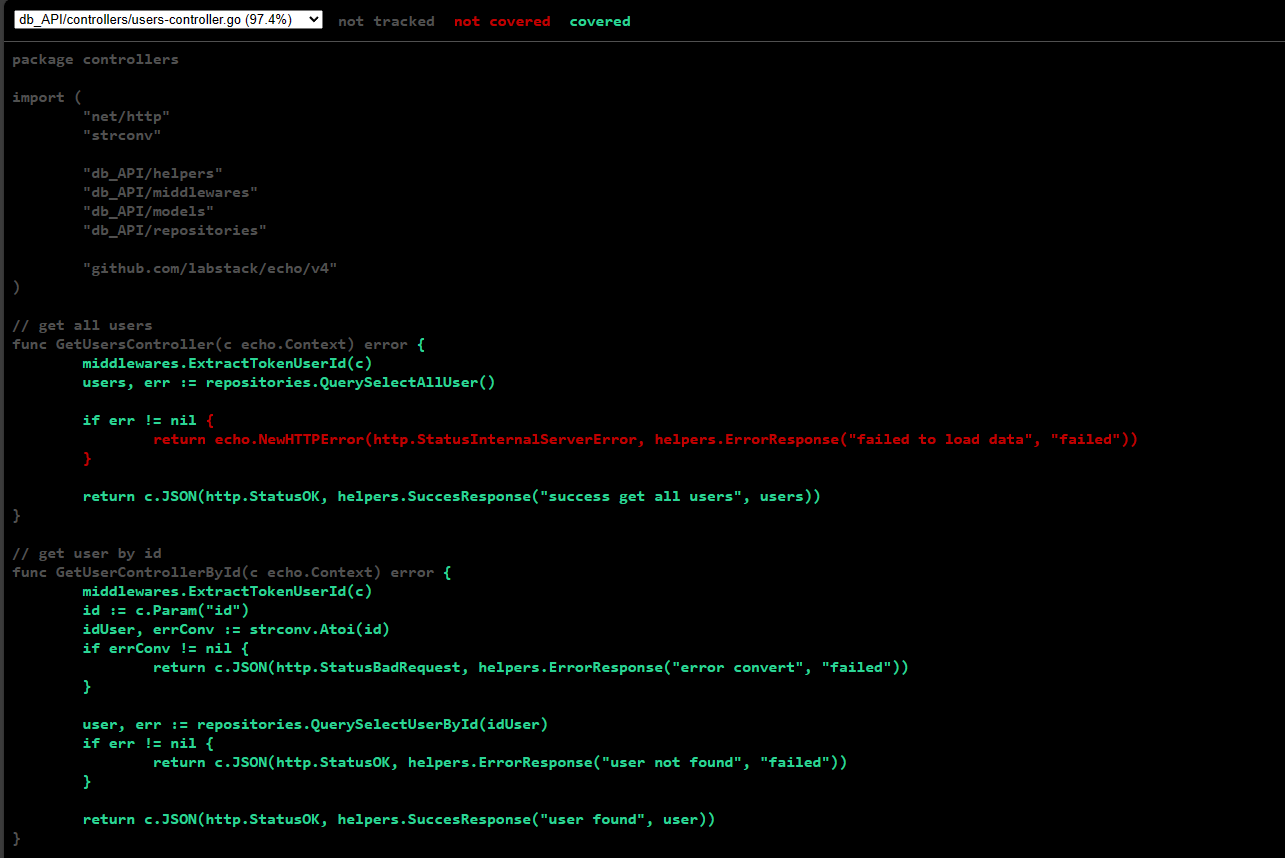 db_API/controllers/users-controller.go (97.4%) not tracked not covered covered
package controllers
import (
"net/http"
"strconv"
"db_API/helpers"
"db_API/middlewares"
"db_API/models"
"db_API/repositories"
"github.com/labstack/echo/v4"
)
// get all users
func GetUsersController(c echo.Context) error {
middlewares.ExtractTokenUserId(c)
users, err := repositories.QuerySelectAllUser()
if err != nil {
return echo.NewHTTPError(http.StatusInternalServerError, helpers.ErrorResponse("failed to load data", "failed"))
}
return c.JSON(http.StatusOK, helpers.SuccesResponse("success get all users", users))
}
// get user by id
func GetUserControllerById(c echo.Context) error {
middlewares.ExtractTokenUserId(c)
id := c.Param("id")
idUser, errConv := strconv.Atoi(id)
if errConv != nil {
return c.JSON(http.StatusBadRequest, helpers.ErrorResponse("error convert", "failed"))
}
user, err := repositories.QuerySelectUserById(idUser)
if err != nil {
return c.JSON(http.StatusOK, helpers.ErrorResponse("user not found", "failed"))
}
return c.JSON(http.StatusOK, helpers.SuccesResponse("user found", user))
}